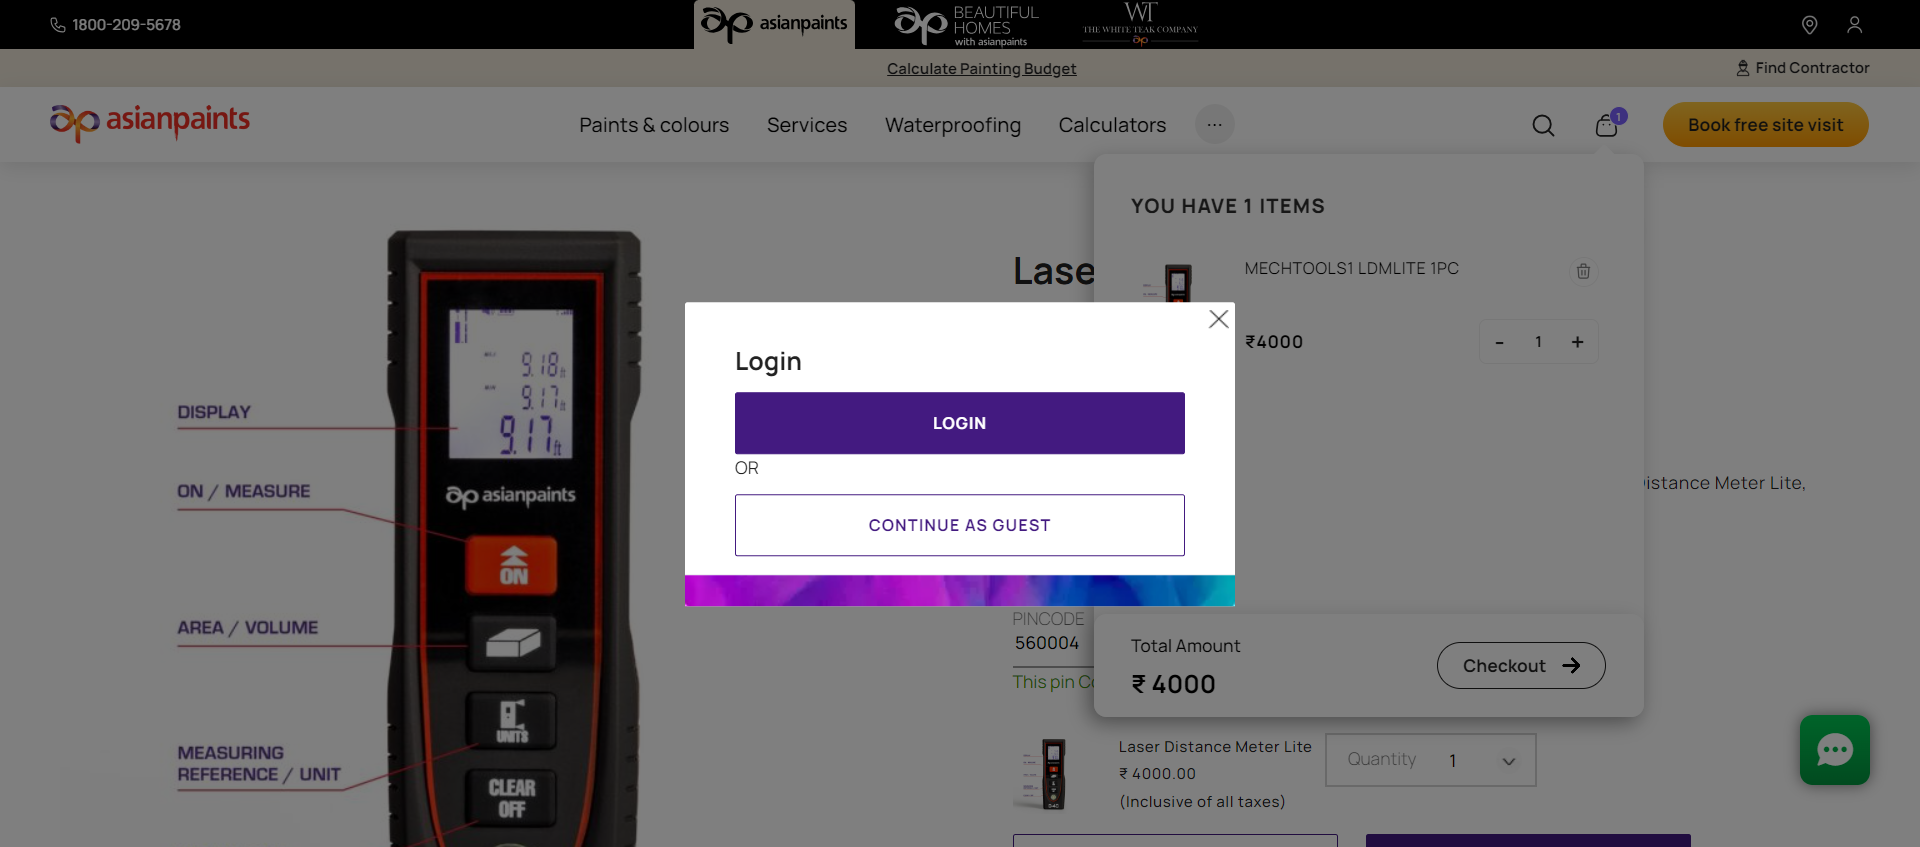 1800-209-5678
asianpaints
BEAUTIFUL
HOMES
with asianpaints
WT
THE WHITE TEAK COMPANY
Calculate Painting Budget
Find Contractor
asianpaints
Paints & colours
Services
Waterproofing
Calculators
...
1
Book free site visit
YOU HAVE 1 ITEMS
MECHTOOLS1 LDMLITE 1PC
₹4000
- 1 +
Total Amount
₹ 4000
Checkout
Login
LOGIN
OR
CONTINUE AS GUEST
DISPLAY
ON / MEASURE
AREA / VOLUME
MEASURING
REFERENCE / UNIT
9.18 ft
9.17 ft
9.17 ft
asianpaints
ON
UNITS
CLEAR
OFF
Lase
istance Meter Lite,
PINCODE
560004
This pin C
Laser Distance Meter Lite
₹ 4000.00
(Inclusive of all taxes)
Quantity 1